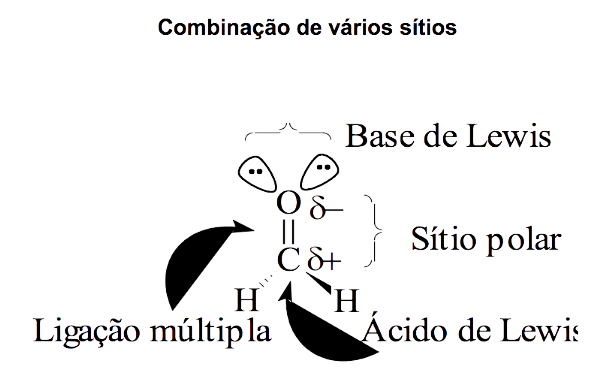 Combinação de vários sítios
Base de Lewis
O δ–
Sítio polar
C δ+
H H
Ligação múltipla
Ácido de Lewis